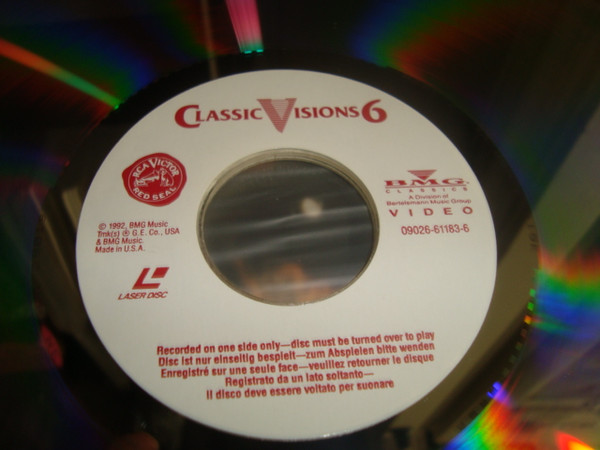 CLASSIC VISIONS 6
RCA VICTOR
RED SEAL
© 1992, BMG Music
Tmk(s) ® G.E. Co., USA
& BMG Music.
Made in U.S.A.
LASER DISC
BMG
CLASSICS
A Division of
Bertelsmann Music Group
VIDEO
09026-61183-6
Recorded on one side only—disc must be turned over to play
Disc ist nur einseitig bespielt—zum Abspielen bitte wenden
Enregistré sur une seule face—veuillez retourner le disque
Registrato da un lato soltanto—
il disco deve essere voltato per suonare